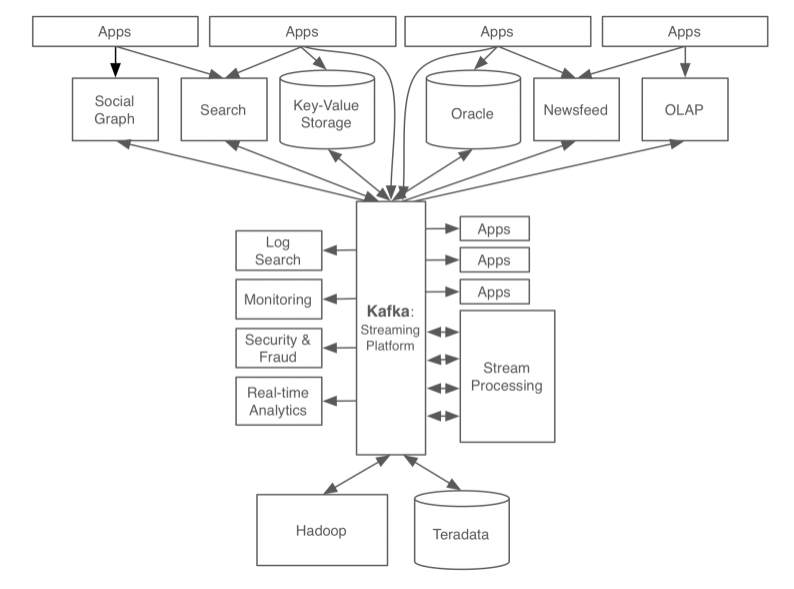 Apps
Apps
Apps
Apps
Social
Graph
Search
Key-Value
Storage
Oracle
Newsfeed
OLAP
Log
Search
Monitoring
Security &
Fraud
Real-time
Analytics
Kafka:
Streaming
Platform
Apps
Apps
Apps
Stream
Processing
Hadoop
Teradata